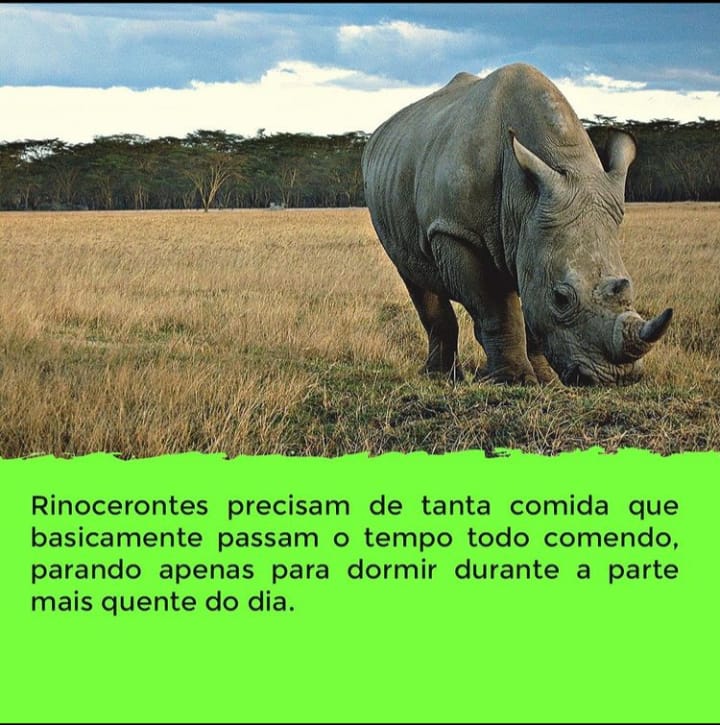 Rinocerontes precisam de tanta comida que
basicamente passam o tempo todo comendo,
parando apenas para dormir durante a parte
mais quente do dia.